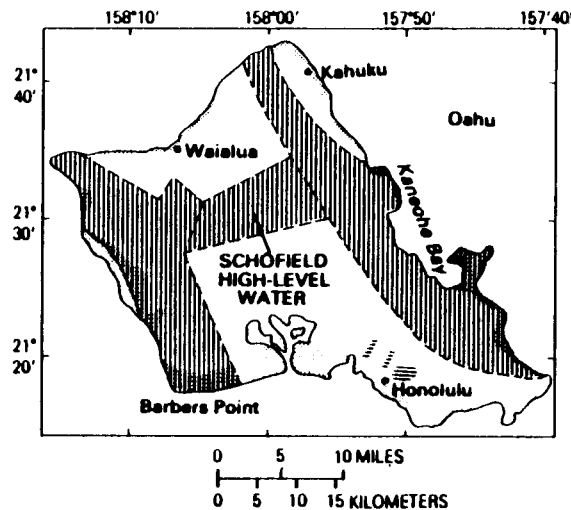 158°10' 158°00' 157°50' 157°40'
21°
40'
Kahuku
Oahu
Waialua
Kaneohe Bay
21°
30'
SCHOFIELD
HIGH-LEVEL
WATER
21°
20'
Honolulu
Barbers Point
0 5 10 MILES
0 5 10 15 KILOMETERS